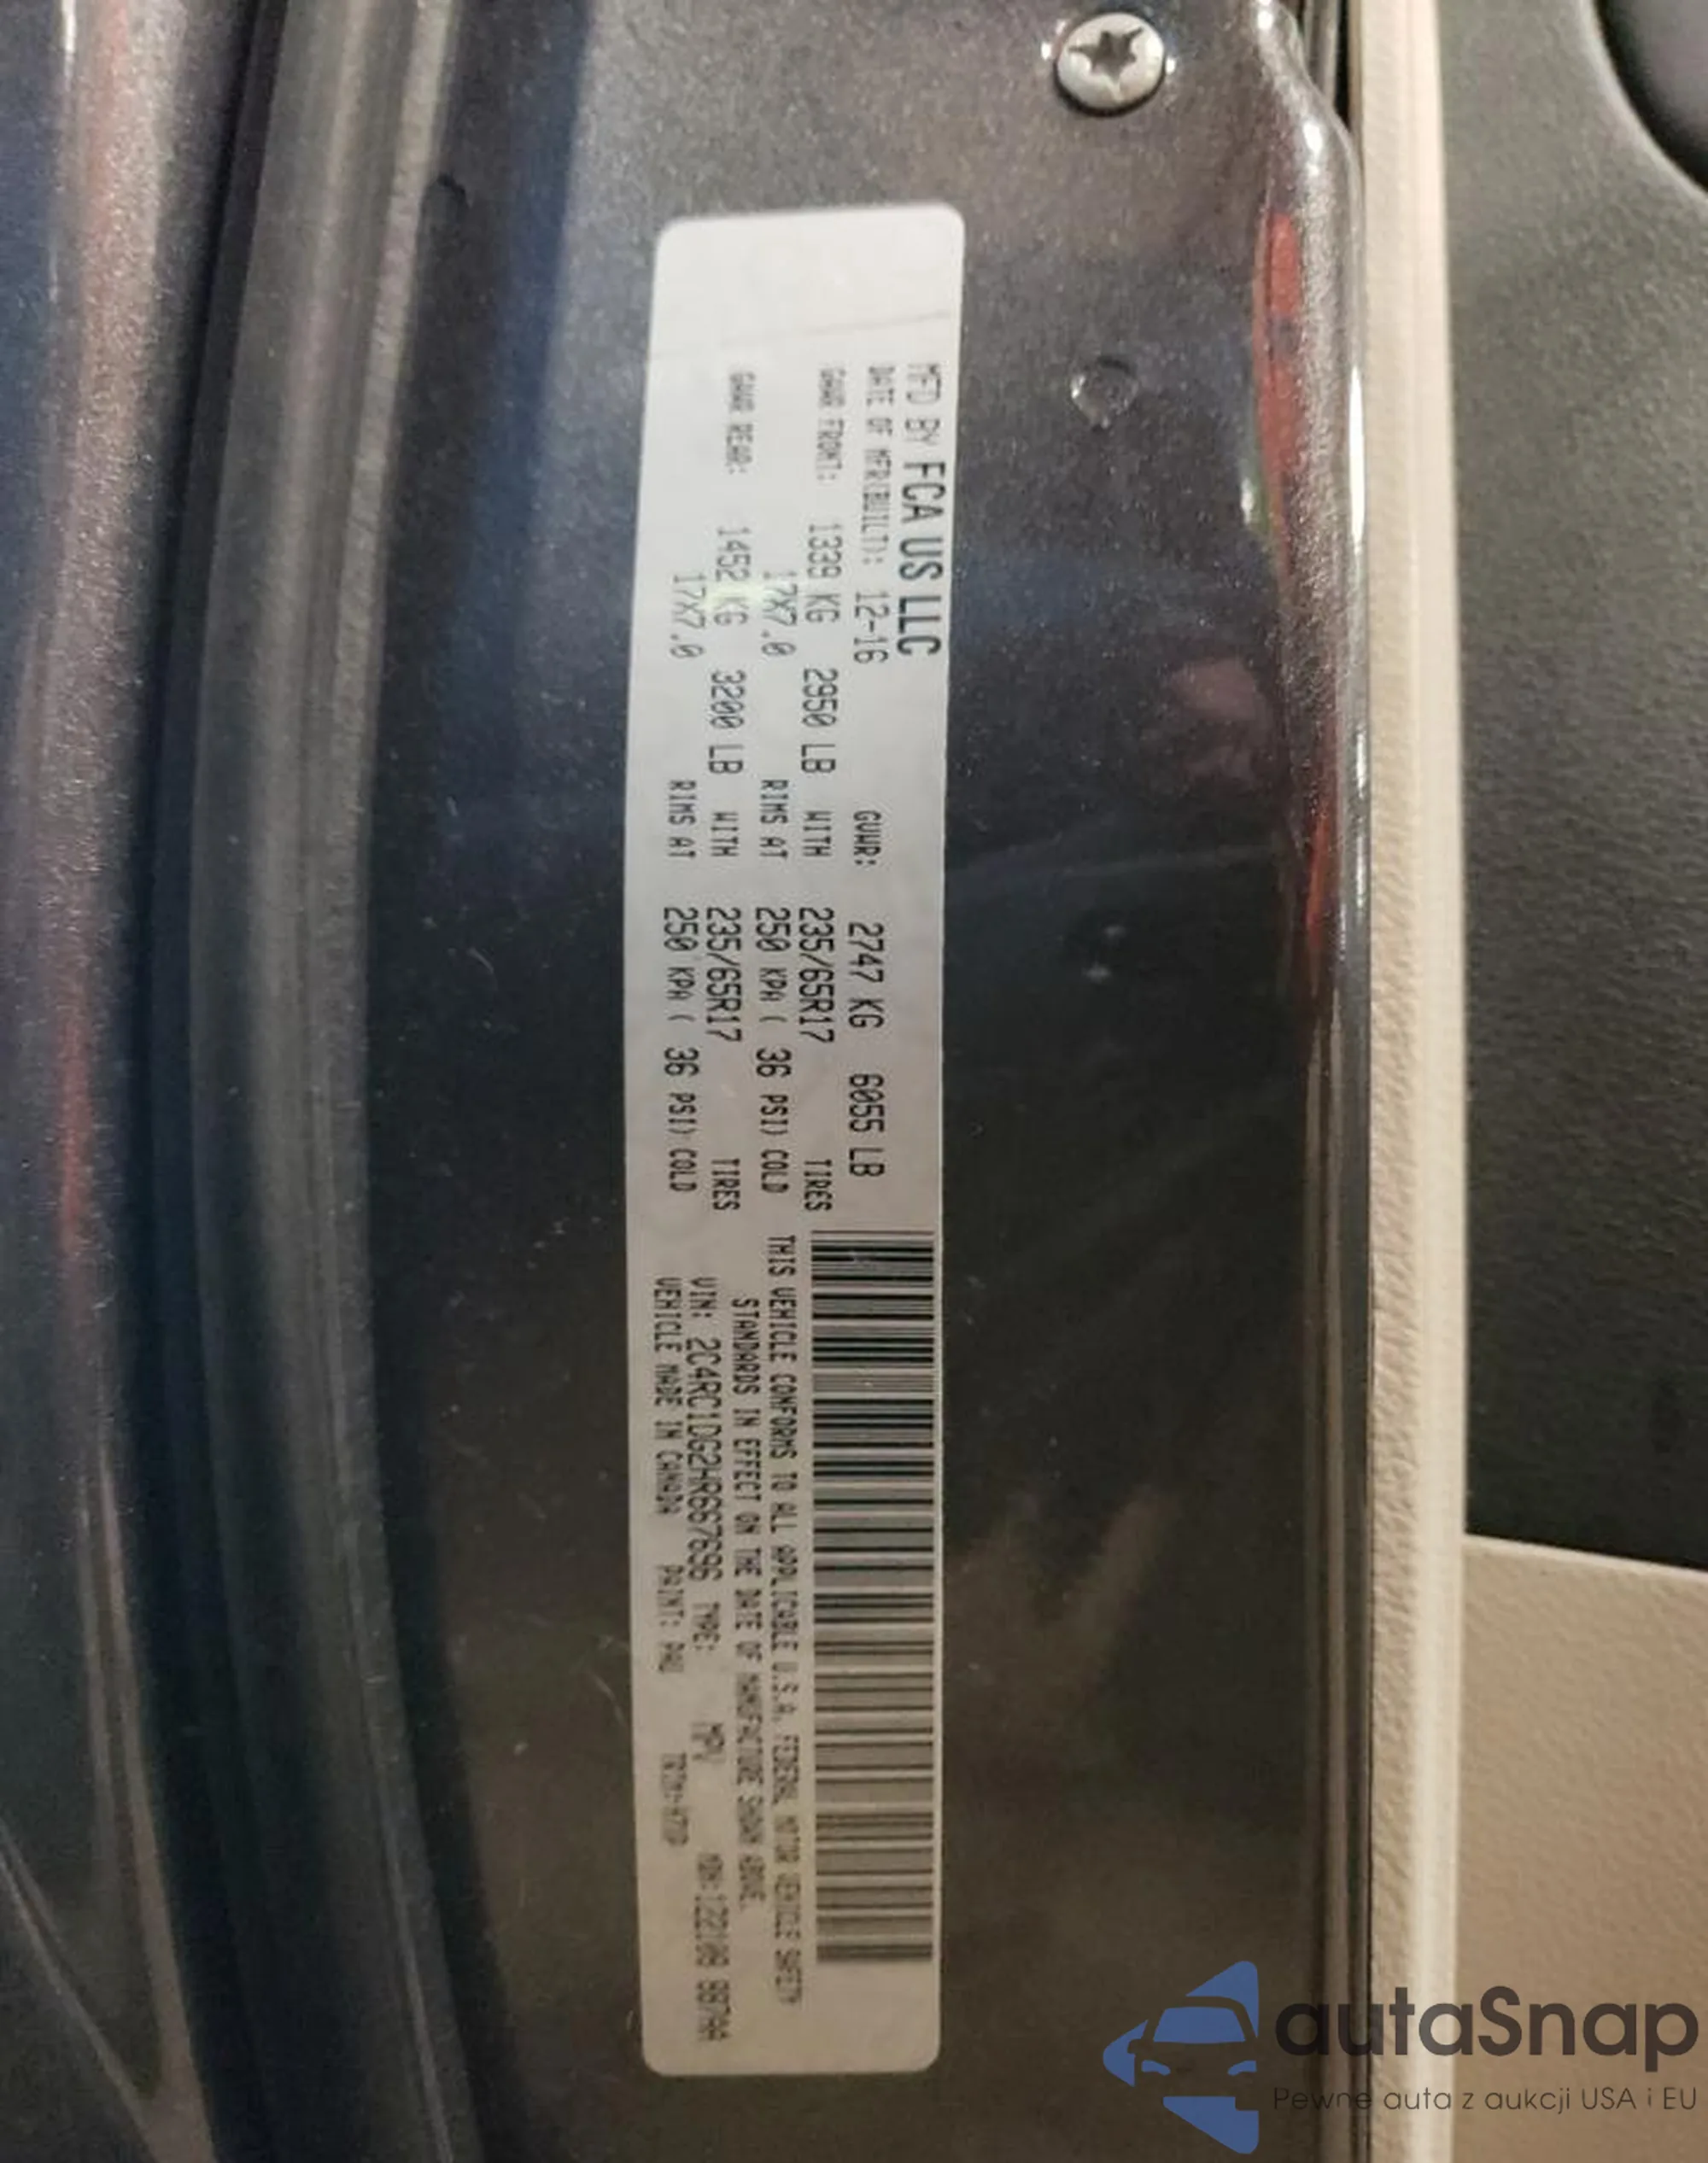 MFD BY FCA US LLC
DATE OF MFR(BUILT): 12-16 GVWR: 2747 KG 6055 LB
GAWR FRONT: 1339 KG 2950 LB WITH 235/65R17 TIRES
17X7.0 RIMS AT 250 KPA ( 36 PSI) COLD
GAWR REAR: 1452 KG 3200 LB WITH 235/65R17 TIRES
17X7.0 RIMS AT 250 KPA ( 36 PSI) COLD
THIS VEHICLE CONFORMS TO ALL APPLICABLE U.S.A. FEDERAL MOTOR VEHICLE SAFETY
STANDARDS IN EFFECT ON THE DATE OF MANUFACTURE SHOWN ABOVE.
VIN: 2C4RC1DG2HR667696 TYPE: MPV
VEHICLE MADE IN CANADA PAINT: PAU
autaSnap
Pewne auta z aukcji USA i EU